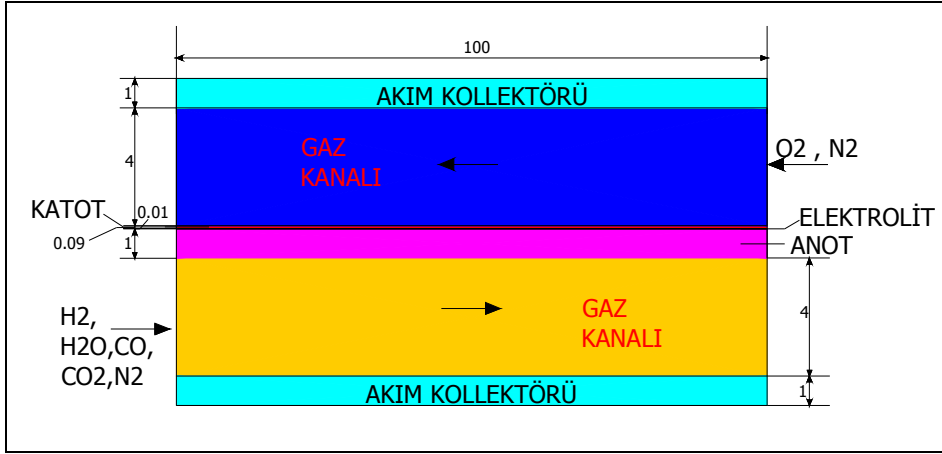 100
1
AKIM KOLLEKTÖRÜ
4
GAZ
KANALI
O2 , N2
KATOT
0.01
ELEKTROLİT
0.09
1
ANOT
H2,
H2O,CO,
CO2,N2
GAZ
KANALI
4
AKIM KOLLEKTÖRÜ
1